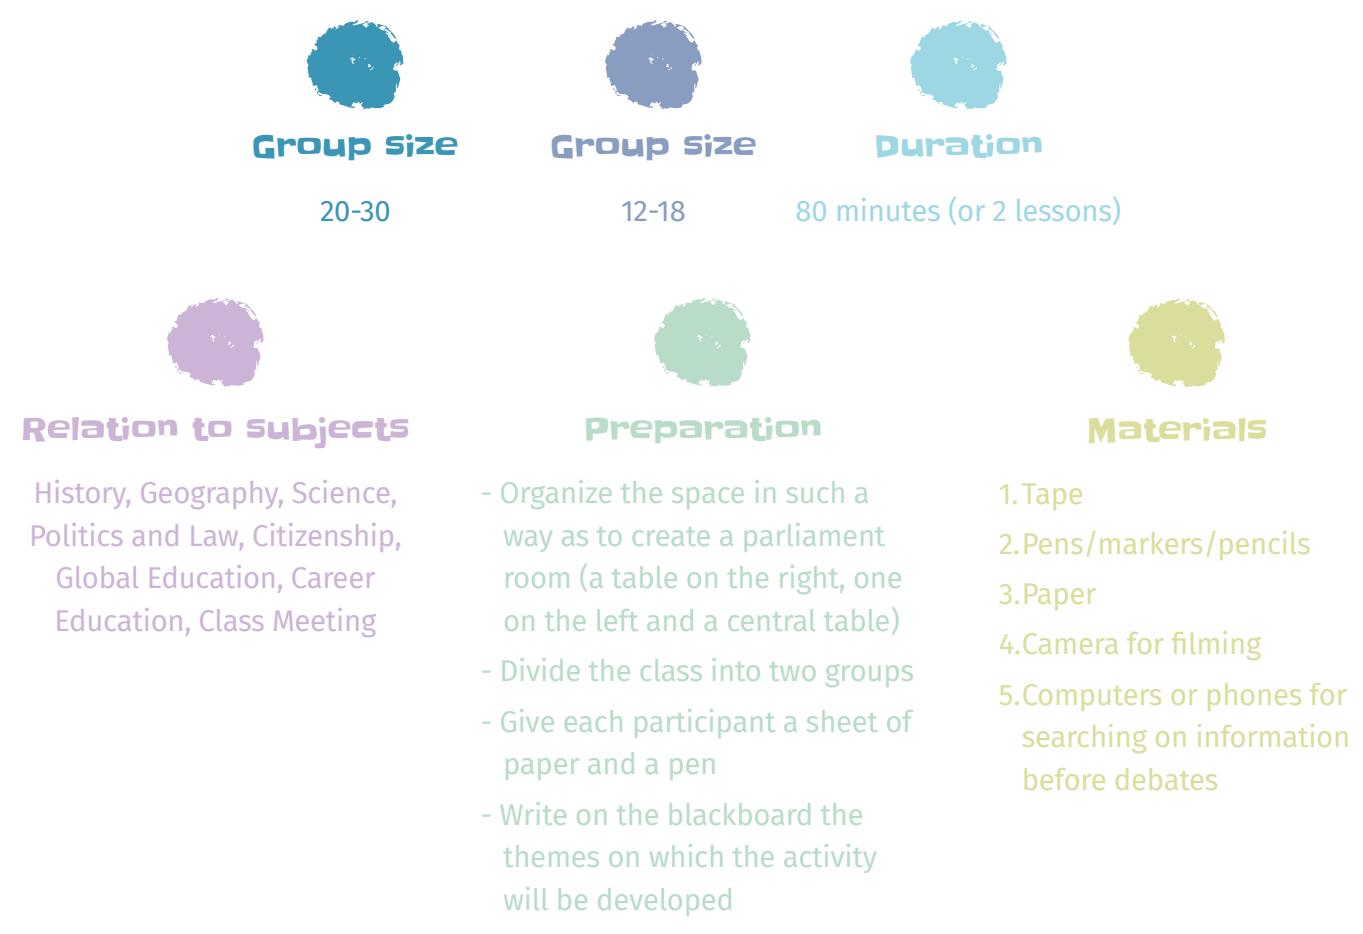 Group size
20-30
Group size
12-18
Duration
80 minutes (or 2 lessons)
Relation to subjects
History, Geography, Science,
Politics and Law, Citizenship,
Global Education, Career
Education, Class Meeting
Preparation
- Organize the space in such a
way as to create a parliament
room (a table on the right, one
on the left and a central table)
- Divide the class into two groups
- Give each participant a sheet of
paper and a pen
- Write on the blackboard the
themes on which the activity
will be developed
Materials
1. Tape
2. Pens/markers/pencils
3. Paper
4. Camera for filming
5. Computers or phones for
searching on information
before debates